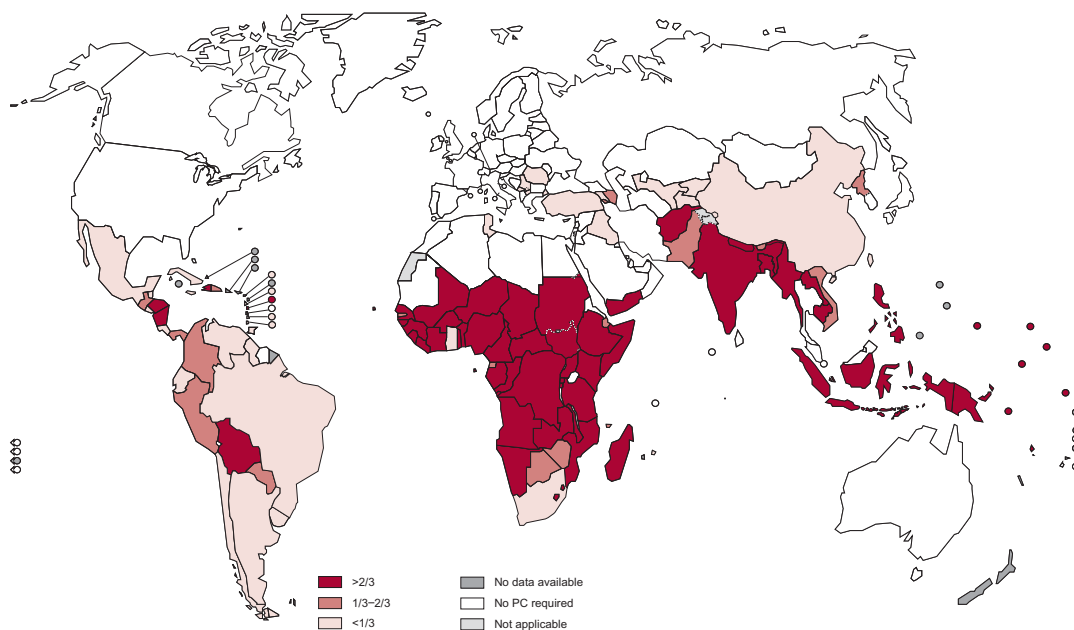 >2/3
1/3–2/3
<1/3
No data available
No PC required
Not applicable